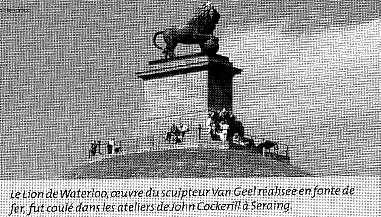 Le Lion de Waterloo, œuvre du sculpteur Van Geel réalisée en fonte de
fer, fut coulé dans les ateliers de John Cockerill à Seraing.